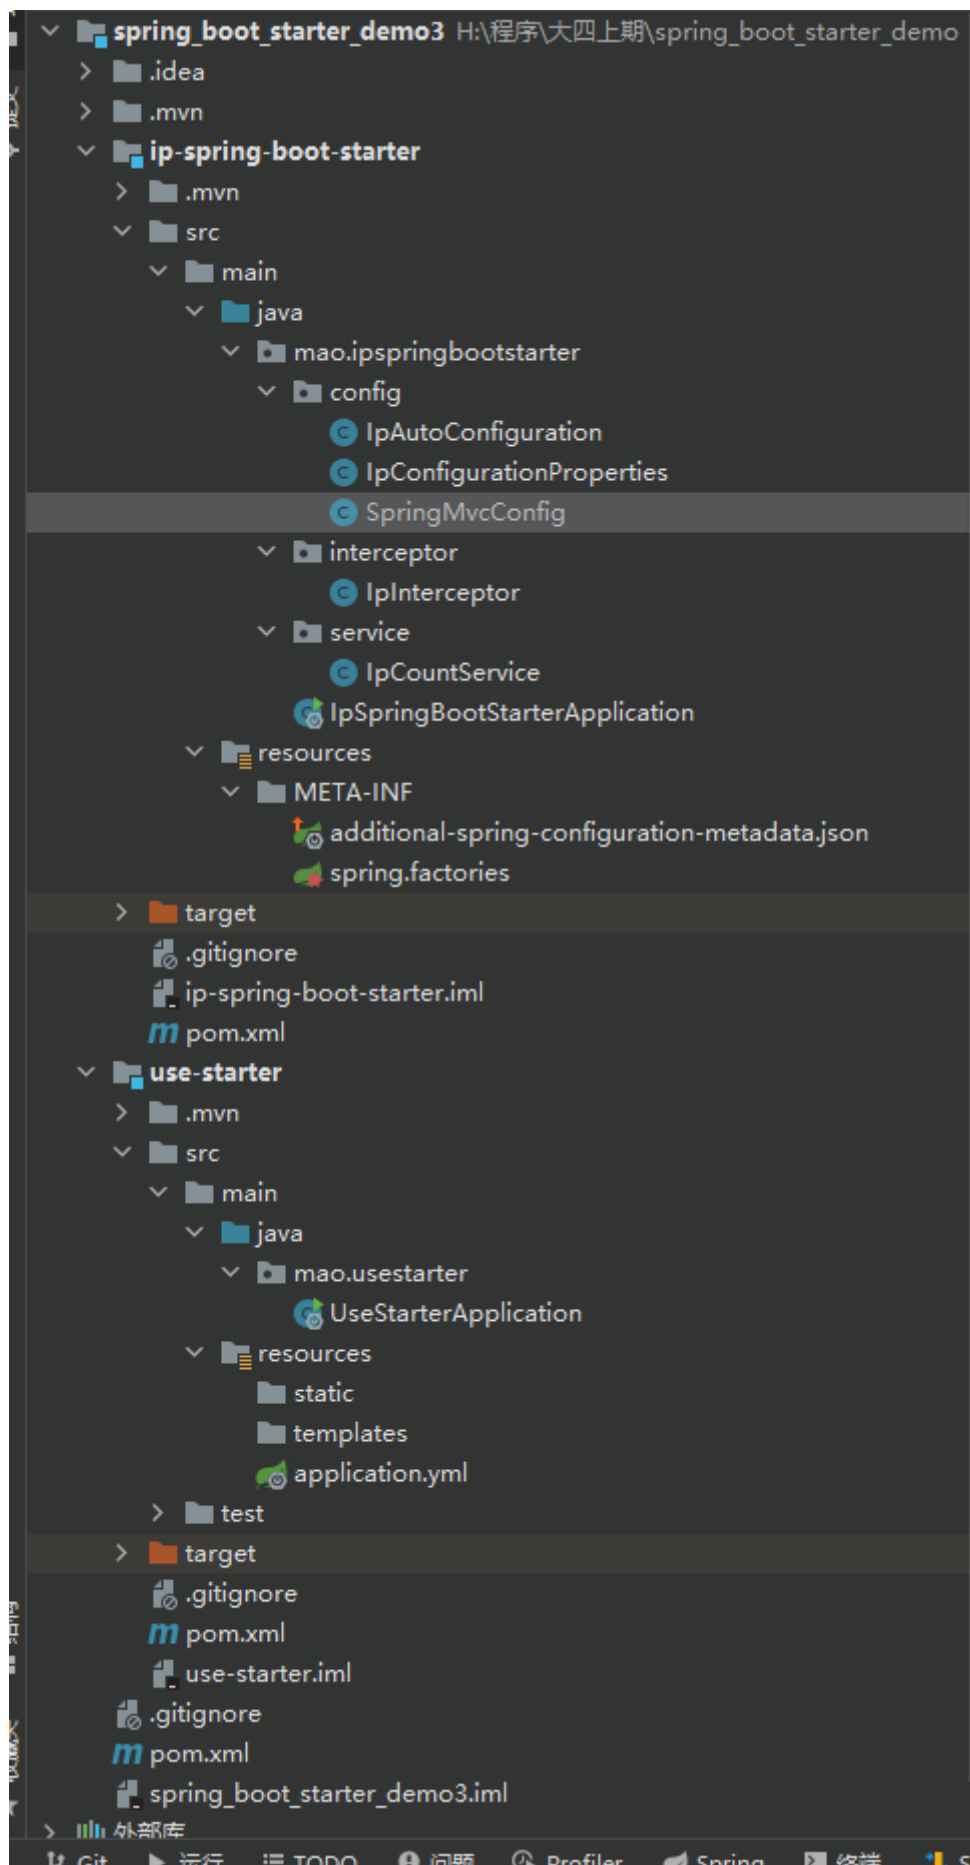 spring_boot_starter_demo3 H:\程序\大四上期\spring_boot_starter_demo
.idea
.mvn
ip-spring-boot-starter
.mvn
src
main
java
mao.ipspringbootstarter
config
IpAutoConfiguration
IpConfigurationProperties
SpringMvcConfig
interceptor
IpInterceptor
service
IpCountService
IpSpringBootStarterApplication
resources
META-INF
additional-spring-configuration-metadata.json
spring.factories
target
.gitignore
ip-spring-boot-starter.iml
pom.xml
use-starter
.mvn
src
main
java
mao.usestarter
UseStarterApplication
resources
static
templates
application.yml
test
target
.gitignore
pom.xml
use-starter.iml
.gitignore
pom.xml
spring_boot_starter_demo3.iml
外部库
Git 运行 TODO 问题 Profiler Spring 终端